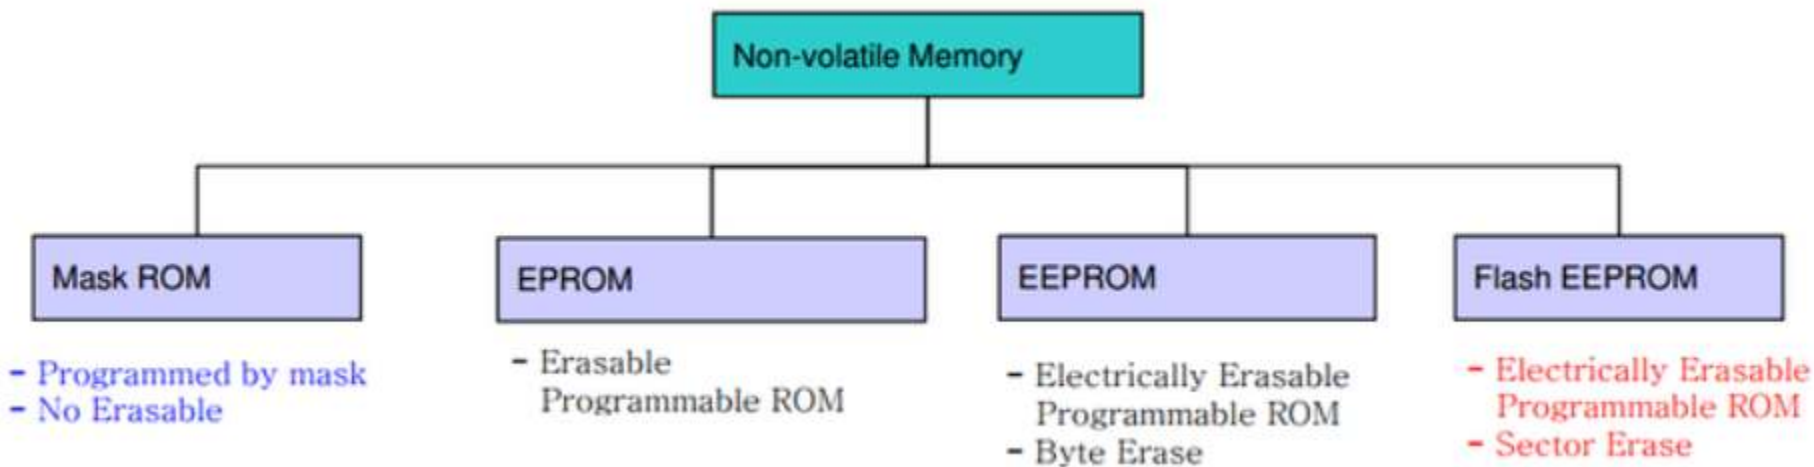 Non-volatile Memory
Mask ROM
EPROM
EEPROM
Flash EEPROM
- Programmed by mask
- No Erasable
- Erasable
Programmable ROM
- Electrically Erasable
Programmable ROM
- Byte Erase
- Electrically Erasable
Programmable ROM
- Sector Erase